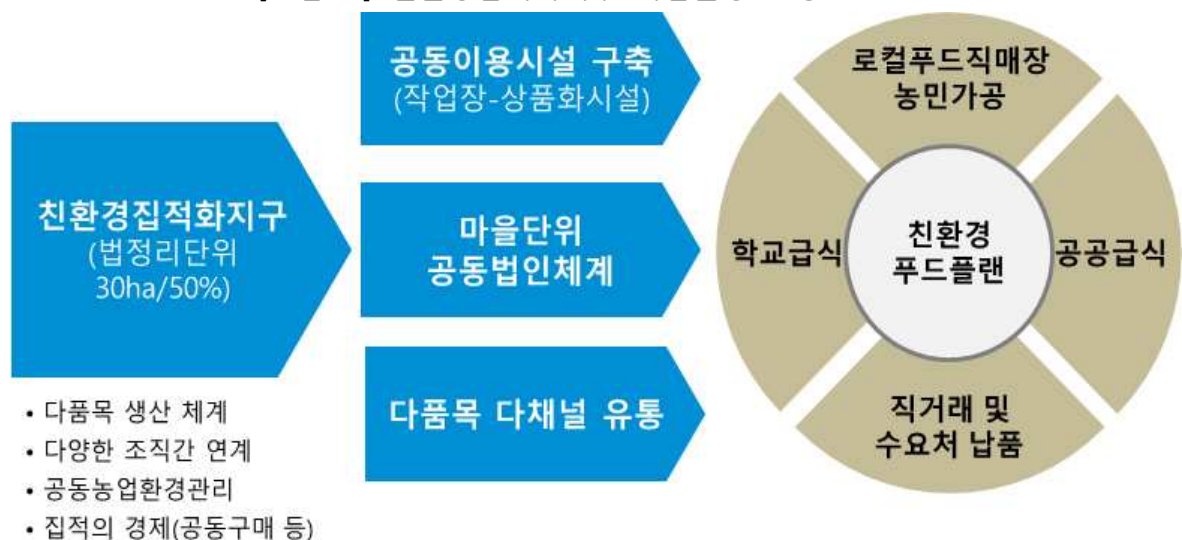 친환경집적화지구
(법정리단위
30ha/50%)
• 다품목 생산 체계
• 다양한 조직간 연계
• 공동농업환경관리
• 집적의 경제(공동구매 등)
공동이용시설 구축
(작업장-상품화시설)
마을단위
공동법인체계
다품목 다채널 유통
로컬푸드직매장
농민가공
학교급식
친환경
푸드플랜
공공급식
직거래 및
수요처 납품